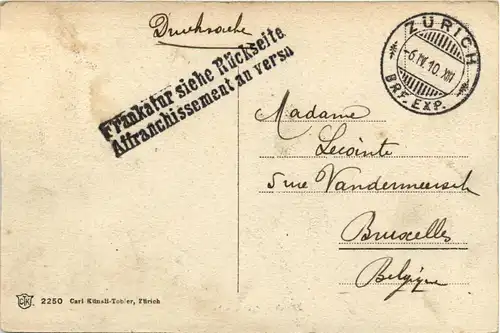 Drucksache
Frankatur siehe Rückseite
Affranchissement au verso
ZÜRICH
-6.IV.10.XII
BRF. EXP.
Madame
Lecointe
5 rue Vandermeersch
Bruxelles
Belgique
2250 Carl Künzli-Tobler, Zürich